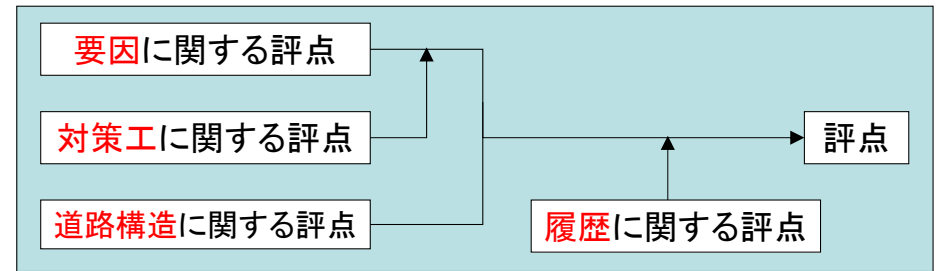 要因に関する評点
対策工に関する評点
評点
道路構造に関する評点
履歴に関する評点